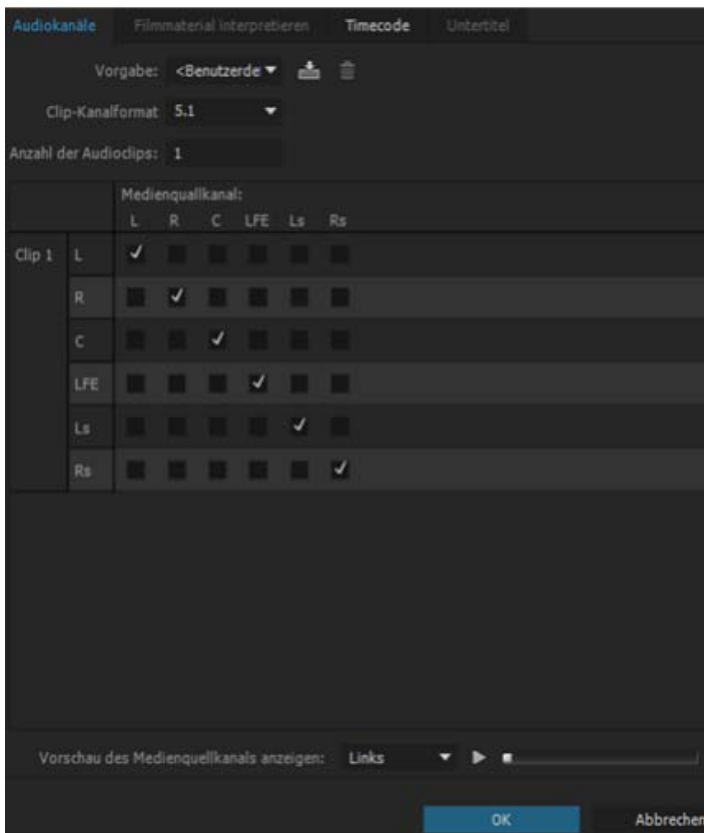 Audiokanäle Filmmaterial interpretieren Timecode Untertitel
Vorgabe: <Benutzerde
Clip-Kanalformat 5.1
Anzahl der Audioclips: 1
Medienquallkanal:
L R C LFE Ls Rs
Clip 1 L
R
C
LFE
Ls
Rs
Vorschau des Medienquellkanals anzeigen: Links
OK Abbrechen